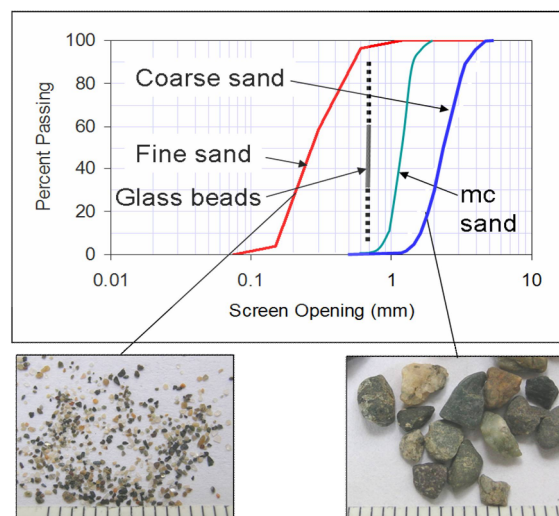 100
80
60
40
20
0
Percent Passing
Coarse sand
Fine sand
Glass beads
mc
sand
0.01
0.1
1
10
Screen Opening (mm)